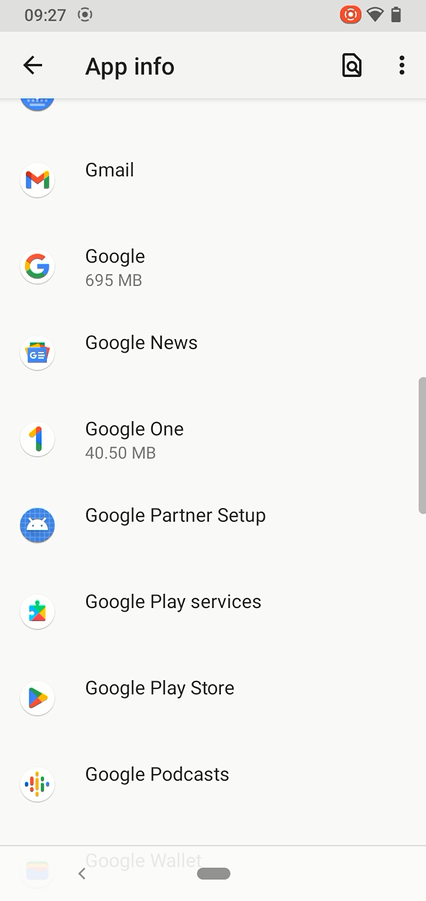 09:27
App info
Gmail
Google
695 MB
Google News
GE
Google One
40.50 MB
Google Partner Setup
Google Play services
Google Play Store
Google Podcasts
Google Wallet